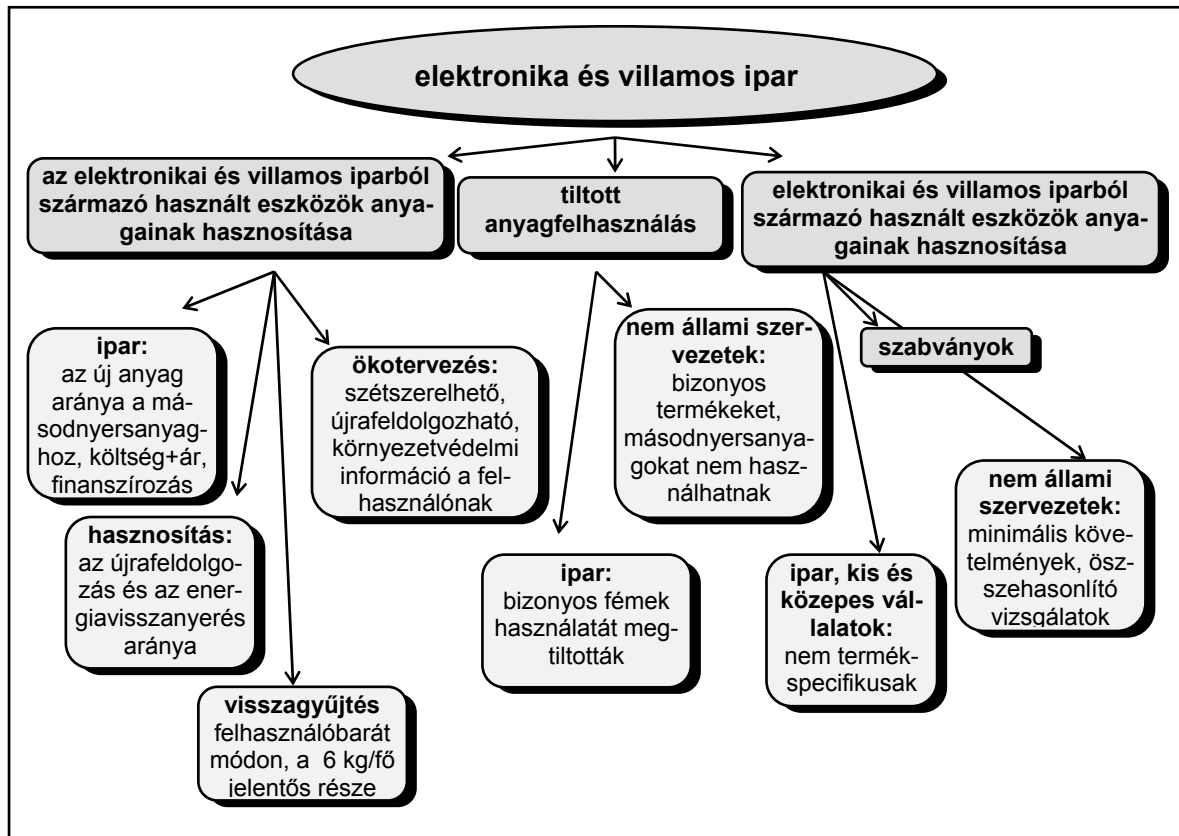 elektronika és villamos ipar
az elektronikai és villamos iparból
származó használt eszközök anya-
gainak hasznosítása
tiltott
anyagfelhasználás
elektronikai és villamos iparból
származó használt eszközök anya-
gainak hasznosítása
ipar:
az új anyag
aránya a má-
sodnyersanyag-
hoz, költség+ár,
finanszírozás
hasznosítás:
az újrafeldolgo-
zás és az ener-
giavisszanyerés
aránya
visszagyűjtés
felhasználóbarát
módon, a 6 kg/fő
jelentős része
ökotervezés:
szétszerelhető,
újrafeldolgozható,
környezetvédelmi
információ a fel-
használónak
nem állami szer-
vezetek:
bizonyos
termékeket,
másodnyersanya-
gokat nem hasz-
nálhatnak
ipar:
bizonyos fémek
használatát meg-
tiltották
szabványok
ipar, kis és
közepes vál-
lalatok:
nem termék-
specifikusak
nem állami
szervezetek:
minimális köve-
telmények, ösz-
szehasonlító
vizsgálatok